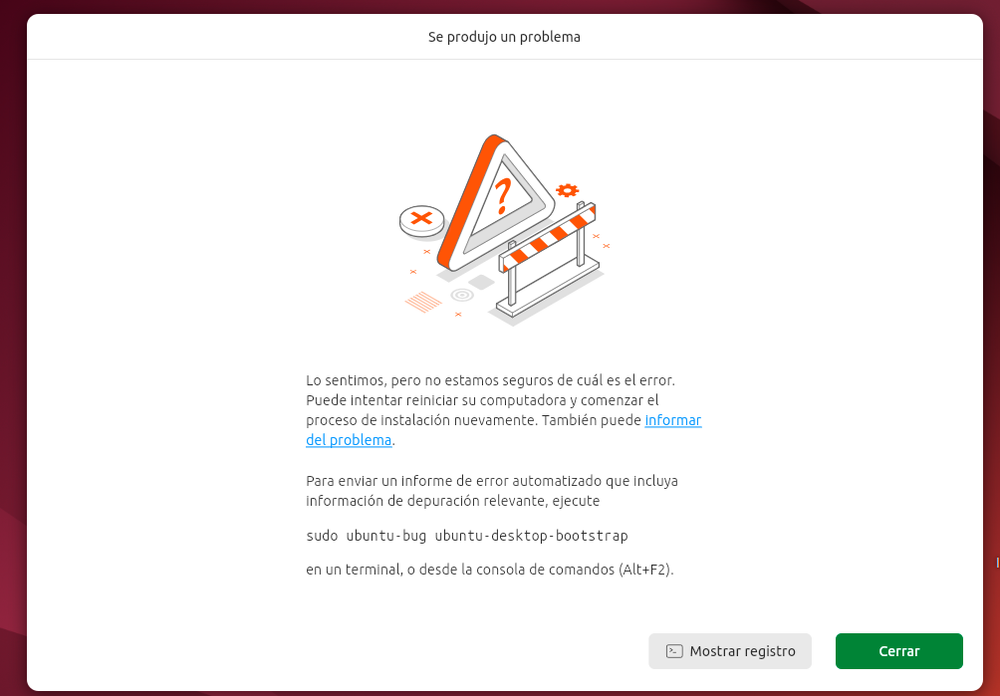 Se produjo un problema
?
Lo sentimos, pero no estamos seguros de cuál es el error.
Puede intentar reiniciar su computadora y comenzar el
proceso de instalación nuevamente. También puede informar
del problema.
Para enviar un informe de error automatizado que incluya
información de depuración relevante, ejecute
sudo ubuntu-bug ubuntu-desktop-bootstrap
en un terminal, o desde la consola de comandos (Alt+F2).
Mostrar registro
Cerrar